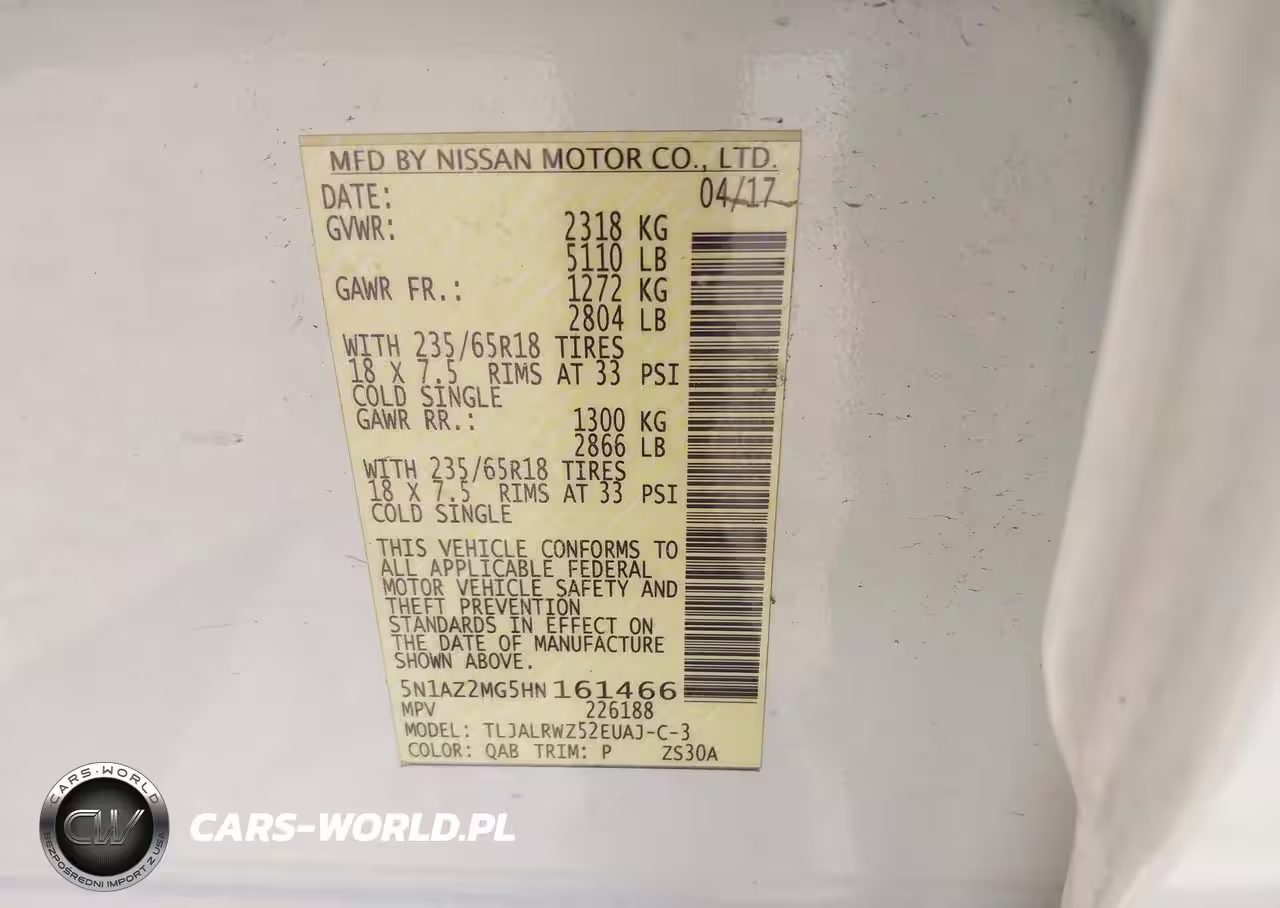 MFD BY NISSAN MOTOR CO., LTD.
DATE: 04/17
GVWR: 2318 KG
5110 LB
GAWR FR.: 1272 KG
2804 LB
WITH 235/65R18 TIRES
18 X 7.5 RIMS AT 33 PSI
COLD SINGLE
GAWR RR.: 1300 KG
2866 LB
WITH 235/65R18 TIRES
18 X 7.5 RIMS AT 33 PSI
COLD SINGLE
THIS VEHICLE CONFORMS TO
ALL APPLICABLE FEDERAL
MOTOR VEHICLE SAFETY AND
THEFT PREVENTION
STANDARDS IN EFFECT ON
THE DATE OF MANUFACTURE
SHOWN ABOVE.
5N1AZ2MG5HN161466
MPV 226188
MODEL: TLJALRWZ52EUAJ-C-3
COLOR: QAB TRIM: P ZS30A
CARS-WORLD
CW
BEZPOŚREDNI IMPORT Z USA
CARS-WORLD.PL